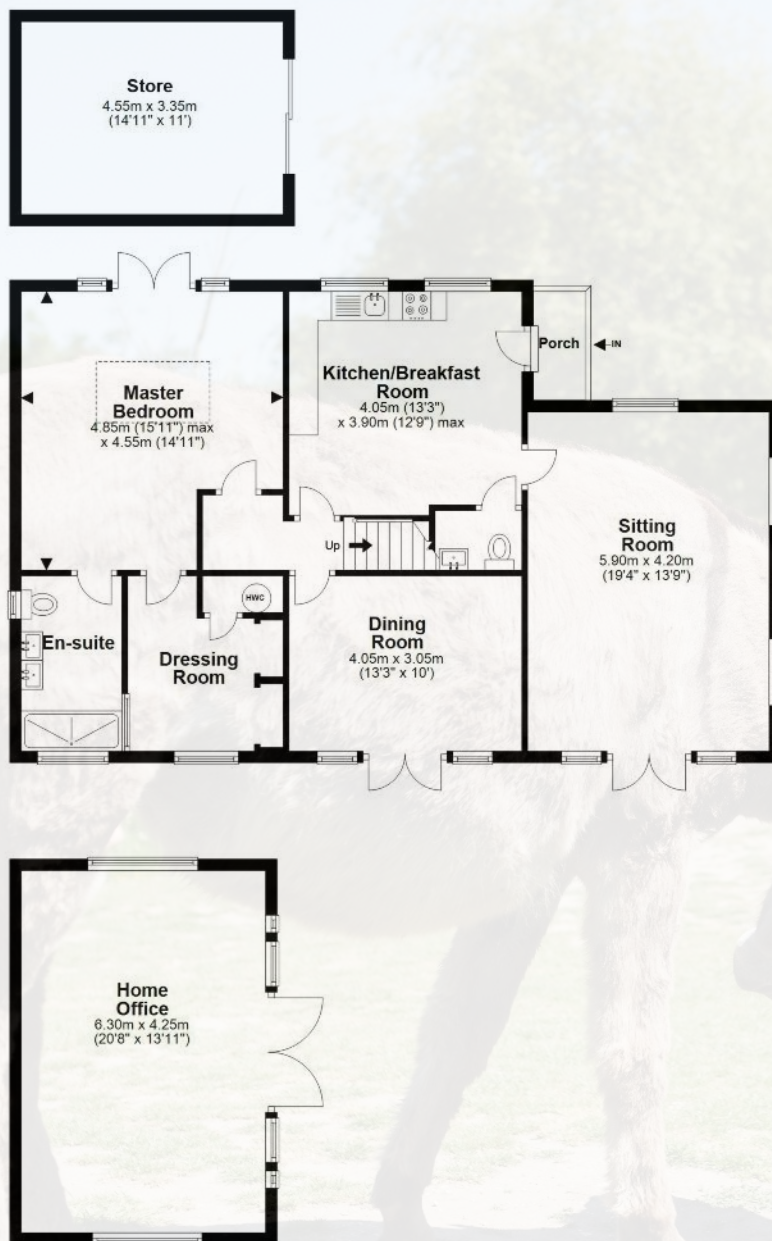 Store
4.55m x 3.35m
(14'11" x 11')
Kitchen/Breakfast
Room
4.05m (13'3")
x 3.90m (12'9") max
Porch
IN
Master
Bedroom
4.85m (15'11") max
x 4.55m (14'11")
Sitting
Room
5.90m x 4.20m
(19'4" x 13'9")
Up
HWC
En-suite
Dressing
Room
Dining
Room
4.05m x 3.05m
(13'3" x 10')
Home
Office
6.30m x 4.25m
(20'8" x 13'11")